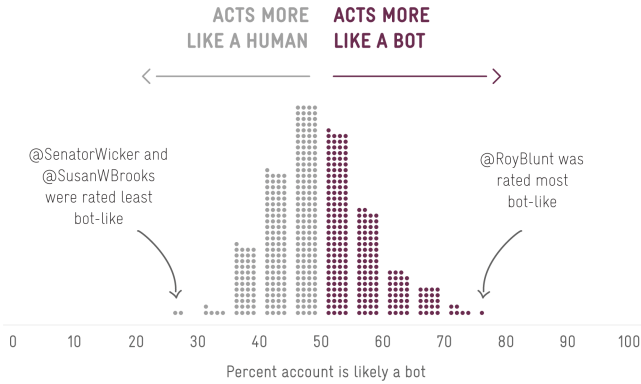 ACTS MORE
LIKE A HUMAN
ACTS MORE
LIKE A BOT
@SenatorWicker and
@SusanWBrooks
were rated least
bot-like
@RoyBlunt was
rated most
bot-like
0 10 20 30 40 50 60 70 80 90 100
Percent account is likely a bot